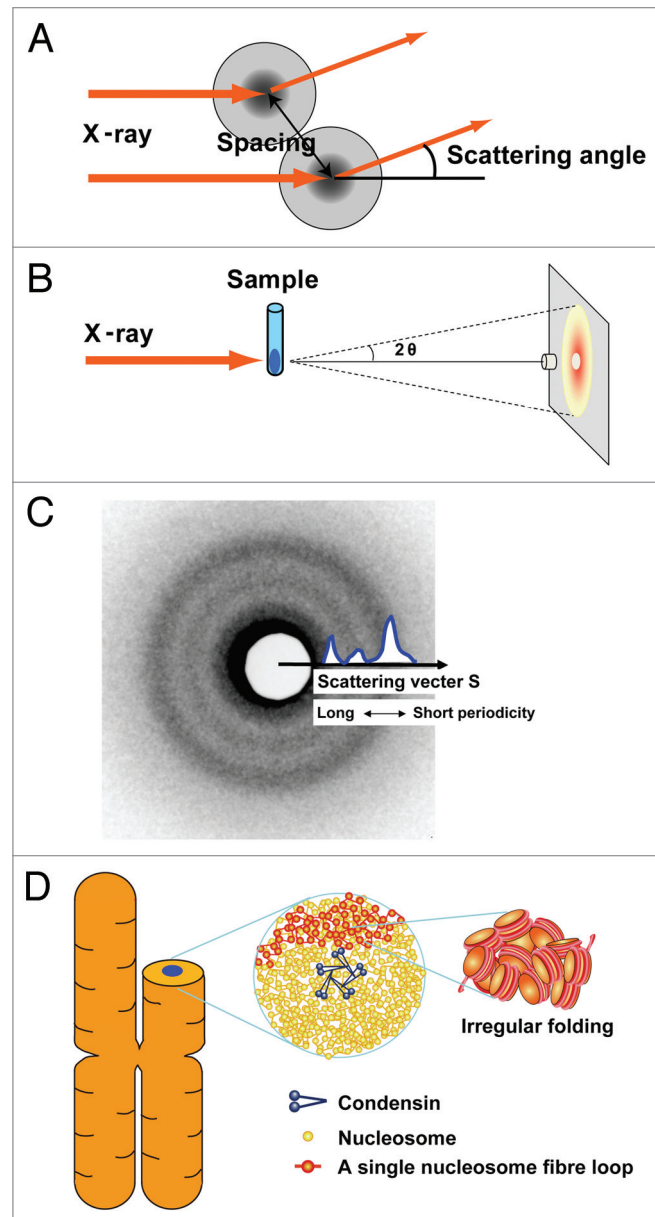 A
X-ray
Spacing
Scattering angle
B
Sample
X-ray
2θ
C
Scattering vecter S
Long
Short periodicity
D
Irregular folding
Condensin
Nucleosome
A single nucleosome fibre loop